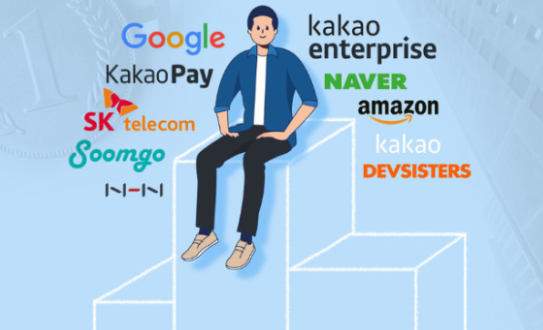 Google
KakaoPay
SK telecom
Soomgo
NHN
kakao
enterprise
NAVER
amazon
kakao
DEVSISTERS